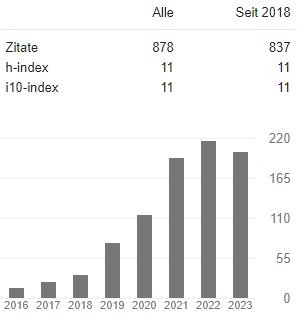 Alle Seit 2018
Zitate 878 837
h-index 11 11
i10-index 11 11
220
165
110
55
0
2016 2017 2018 2019 2020 2021 2022 2023